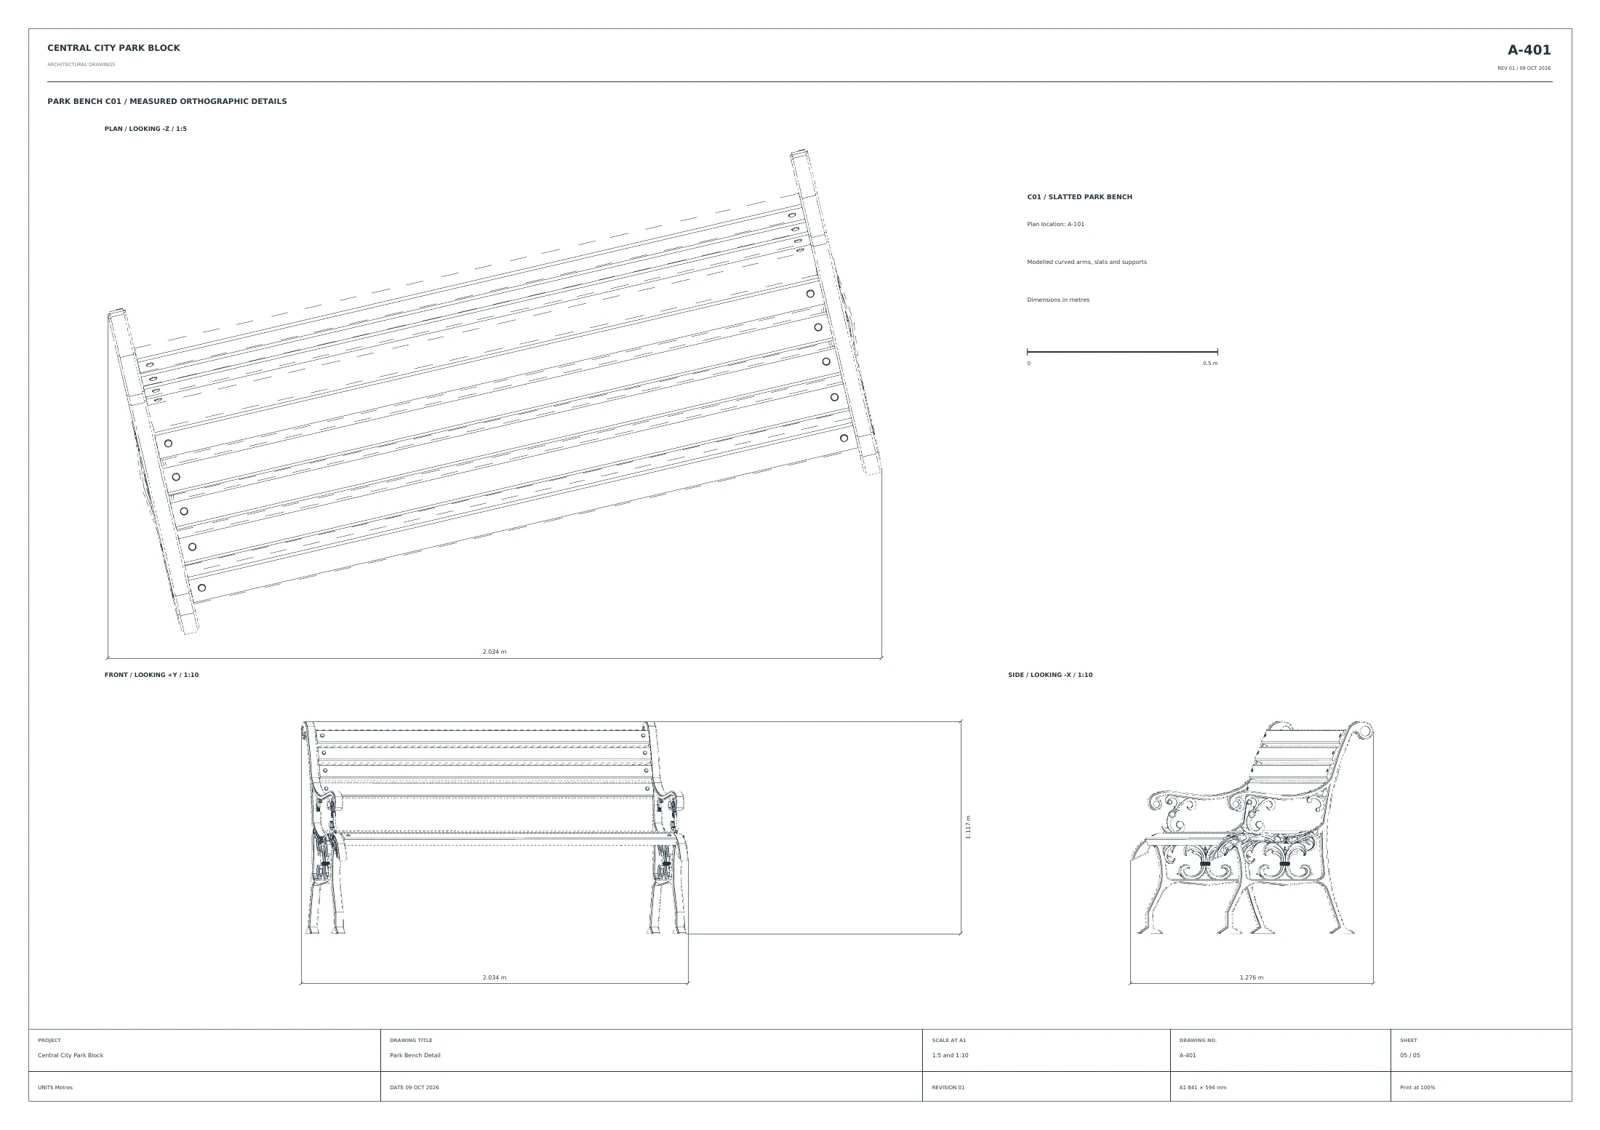 CENTRAL CITY PARK BLOCK
ARCHITECTURAL DRAWINGS
A-401
REV 01 / 09 OCT 2026
PARK BENCH C01 / MEASURED ORTHOGRAPHIC DETAILS
PLAN / LOOKING -Z / 1:5
C01 / SLATTED PARK BENCH
Plan location: A-101
Modelled curved arms, slats and supports
Dimensions in metres
0
0.5 m
2.034 m
FRONT / LOOKING +Y / 1:10
SIDE / LOOKING -X / 1:10
1.117 m
2.034 m
1.276 m
PROJECT
Central City Park Block
DRAWING TITLE
Park Bench Detail
SCALE AT A1
1:5 and 1:10
DRAWING NO.
A-401
SHEET
05 / 05
UNITS Metres
DATE 09 OCT 2026
REVISION 01
A1 841 × 594 mm
Print at 100%